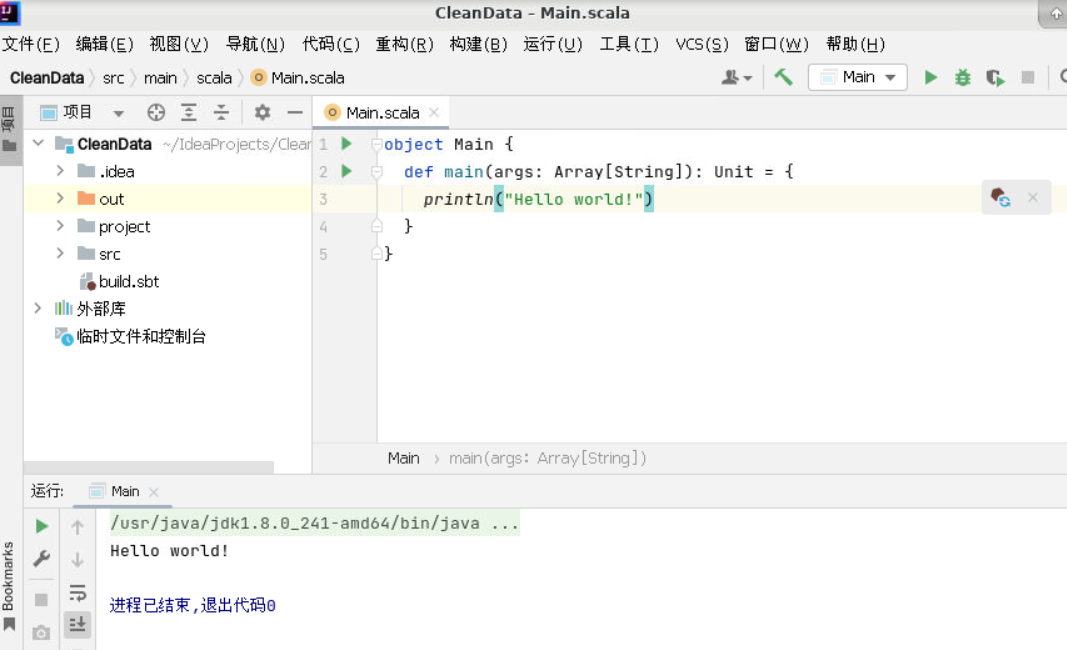 CleanData – Main.scala
文件(F) 编辑(E) 视图(V) 导航(N) 代码(C) 重构(R) 构建(B) 运行(U) 工具(T) VCS(S) 窗口(W) 帮助(H)
CleanData src main scala Main.scala Main
项目
项目 Main.scala
CleanData ~/IdeaProjects/Clear
.idea
out
project
src
build.sbt
外部库
临时文件和控制台
1 object Main {
2 def main(args: Array[String]): Unit = {
3 println("Hello world!")
4 }
5 }
Main main(args: Array[String])
运行: Main
/usr/java/jdk1.8.0_241-amd64/bin/java ...
Hello world!
进程已结束,退出代码0
Bookmarks